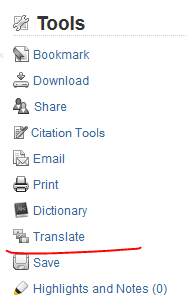 Tools
Bookmark
Download
Share
Citation Tools
Email
Print
Dictionary
Translate
Save
Highlights and Notes (0)